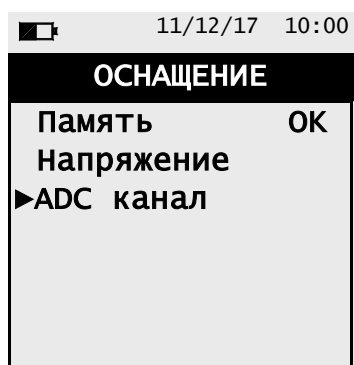 11/12/17 10:00
ОСНАЩЕНИЕ
Память OK
Напряжение
▶ADC канал